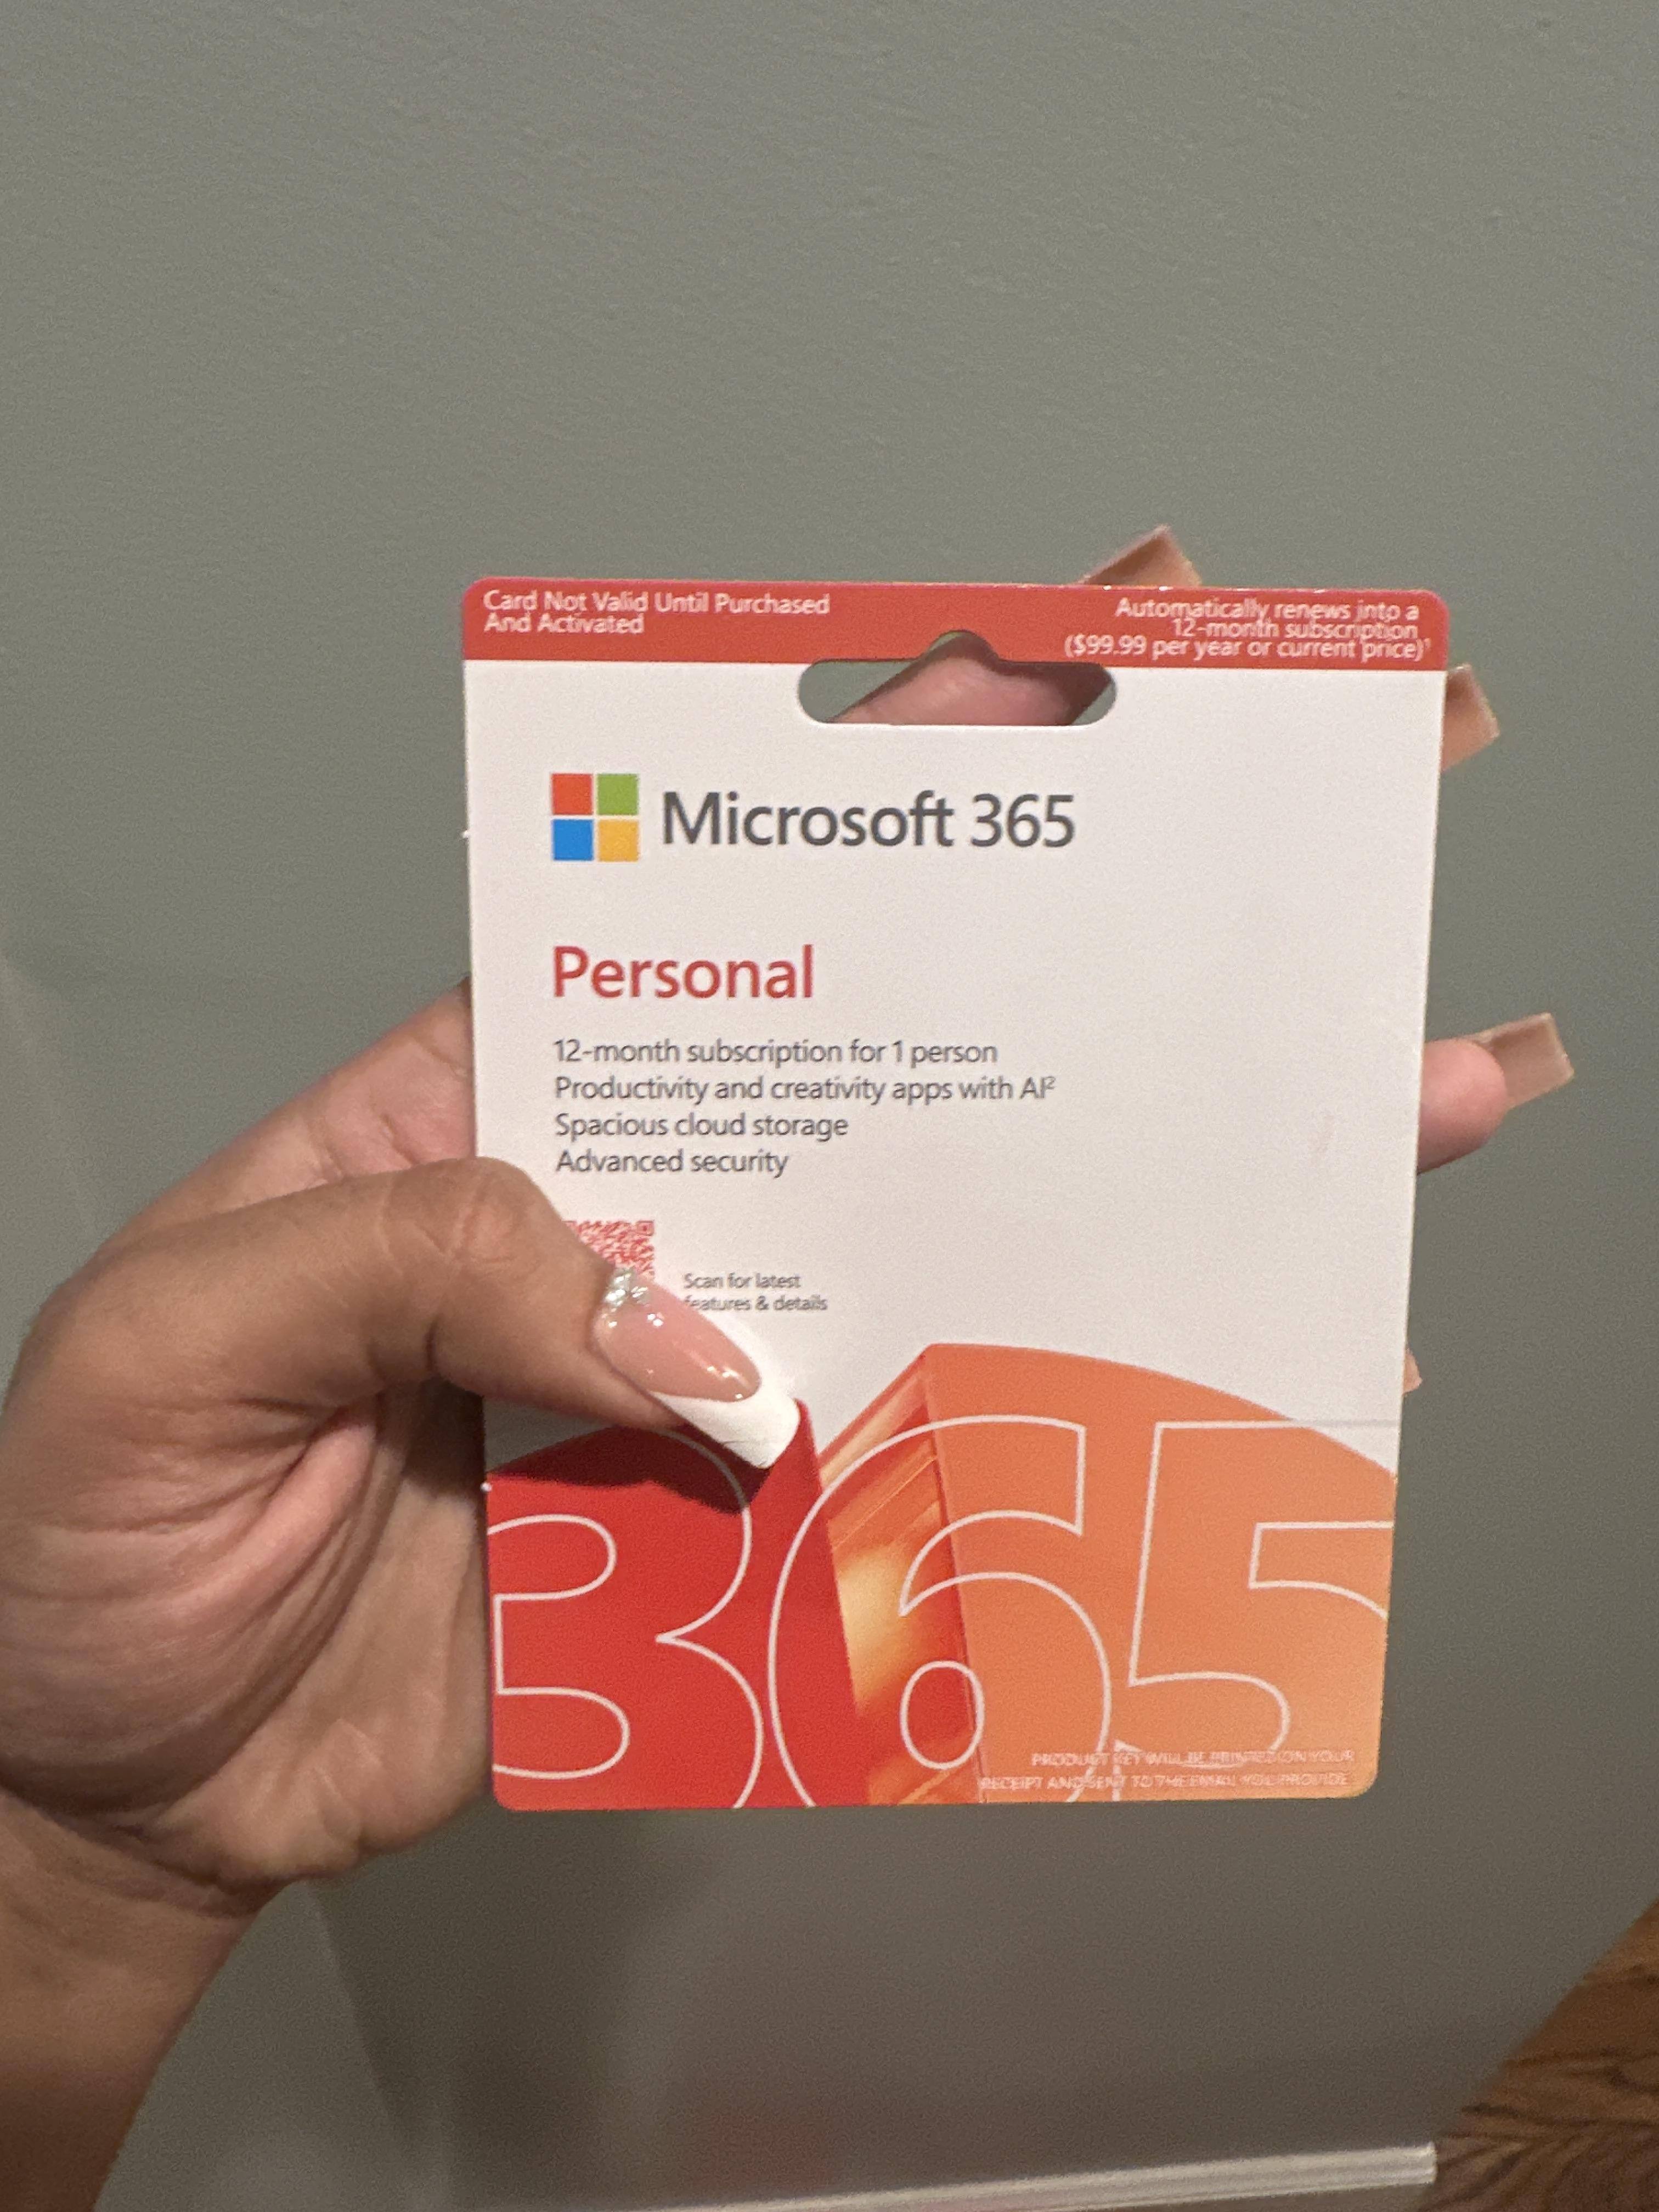 Card Not Valid Until Purchased
And Activated
Automatically renews into a
12-month subscription
($99.99 per year or current price)¹
Microsoft 365
Personal
12-month subscription for 1 person
Productivity and creativity apps with AI²
Spacious cloud storage
Advanced security
Scan for latest
features & details
365
PRODUCT KEY WILL BE PRINTED ON YOUR
RECEIPT AND SENT TO THE EMAIL YOU PROVIDE